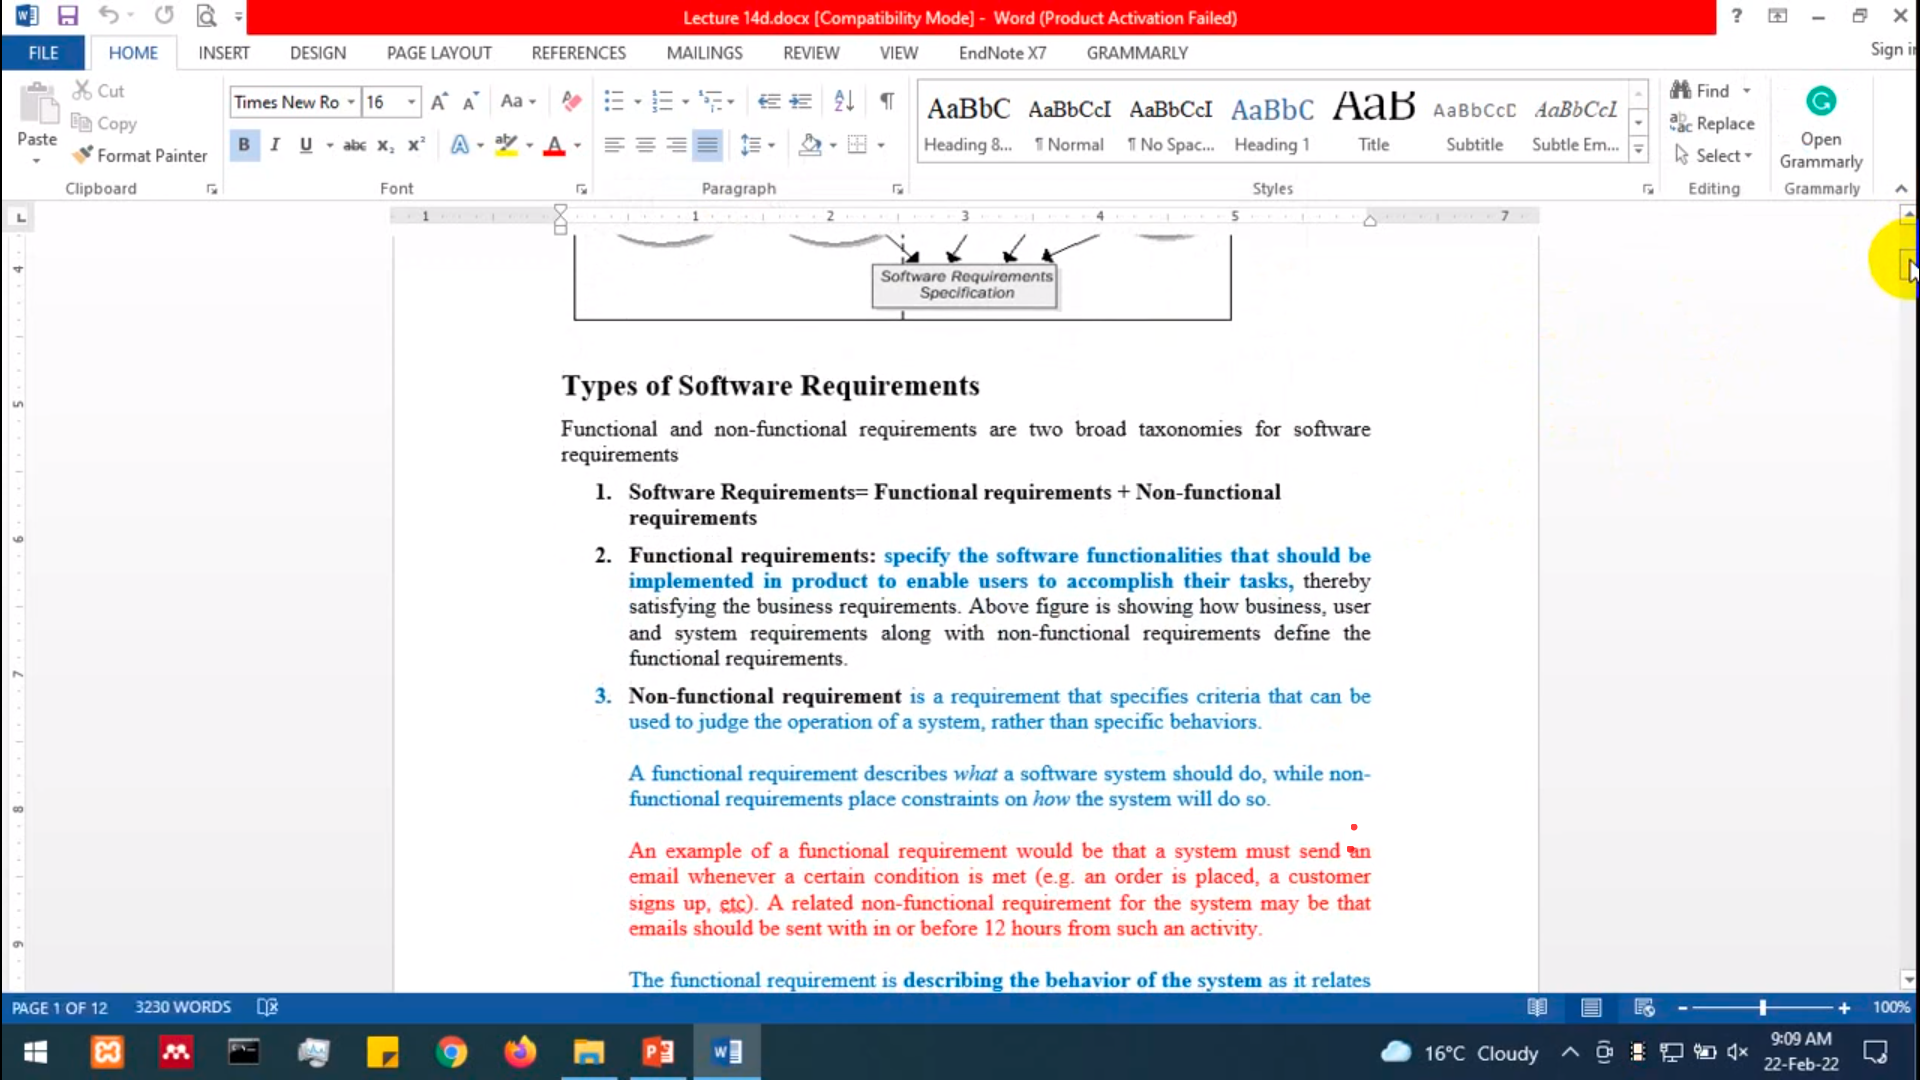 Lecture 14d.docx [Compatibility Mode] - Word (Product Activation Failed)
FILE HOME INSERT DESIGN PAGE LAYOUT REFERENCES MAILINGS REVIEW VIEW EndNote X7 GRAMMARLY Sign in
Paste
Cut
Copy
Format Painter
Clipboard
Times New Ro 16
Font
Paragraph
AaBbC AaBbCcI AaBbCcI AaBbC AaB AaBbCcD AaBbCcI
Heading 8... ¶ Normal ¶ No Spac... Heading 1 Title Subtitle Subtle Em...
Styles
Find
Replace
Select
Editing
Open
Grammarly
Grammarly
1 1 2 3 4 5 7
4
5
6
7
8
9
Software Requirements
Specification
Types of Software Requirements
Functional and non-functional requirements are two broad taxonomies for software
requirements
1. Software Requirements= Functional requirements + Non-functional
requirements
2. Functional requirements: specify the software functionalities that should be
implemented in product to enable users to accomplish their tasks, thereby
satisfying the business requirements. Above figure is showing how business, user
and system requirements along with non-functional requirements define the
functional requirements.
3. Non-functional requirement is a requirement that specifies criteria that can be
used to judge the operation of a system, rather than specific behaviors.
A functional requirement describes what a software system should do, while non-
functional requirements place constraints on how the system will do so.
An example of a functional requirement would be that a system must send an
email whenever a certain condition is met (e.g. an order is placed, a customer
signs up, etc). A related non-functional requirement for the system may be that
emails should be sent with in or before 12 hours from such an activity.
The functional requirement is describing the behavior of the system as it relates
PAGE 1 OF 12 3230 WORDS 100%
16°C Cloudy
9:09 AM
22-Feb-22